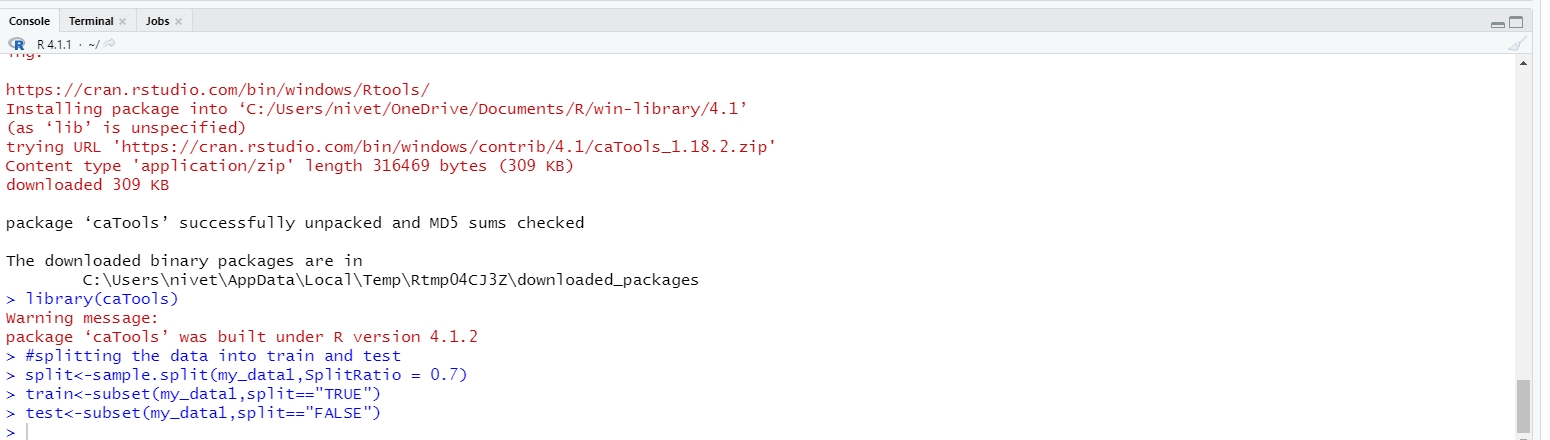 Console Terminal Jobs
R 4.1.1 · ~/
https://cran.rstudio.com/bin/windows/Rtools/
Installing package into ‘C:/Users/nivet/OneDrive/Documents/R/win-library/4.1’
(as ‘lib’ is unspecified)
trying URL 'https://cran.rstudio.com/bin/windows/contrib/4.1/caTools_1.18.2.zip'
Content type 'application/zip' length 316469 bytes (309 KB)
downloaded 309 KB
package ‘caTools’ successfully unpacked and MD5 sums checked
The downloaded binary packages are in
C:\Users\nivet\AppData\Local\Temp\Rtmp04CJ3Z\downloaded_packages
> library(caTools)
Warning message:
package ‘caTools’ was built under R version 4.1.2
> #splitting the data into train and test
> split<-sample.split(my_data1,SplitRatio = 0.7)
> train<-subset(my_data1,split=="TRUE")
> test<-subset(my_data1,split=="FALSE")
>